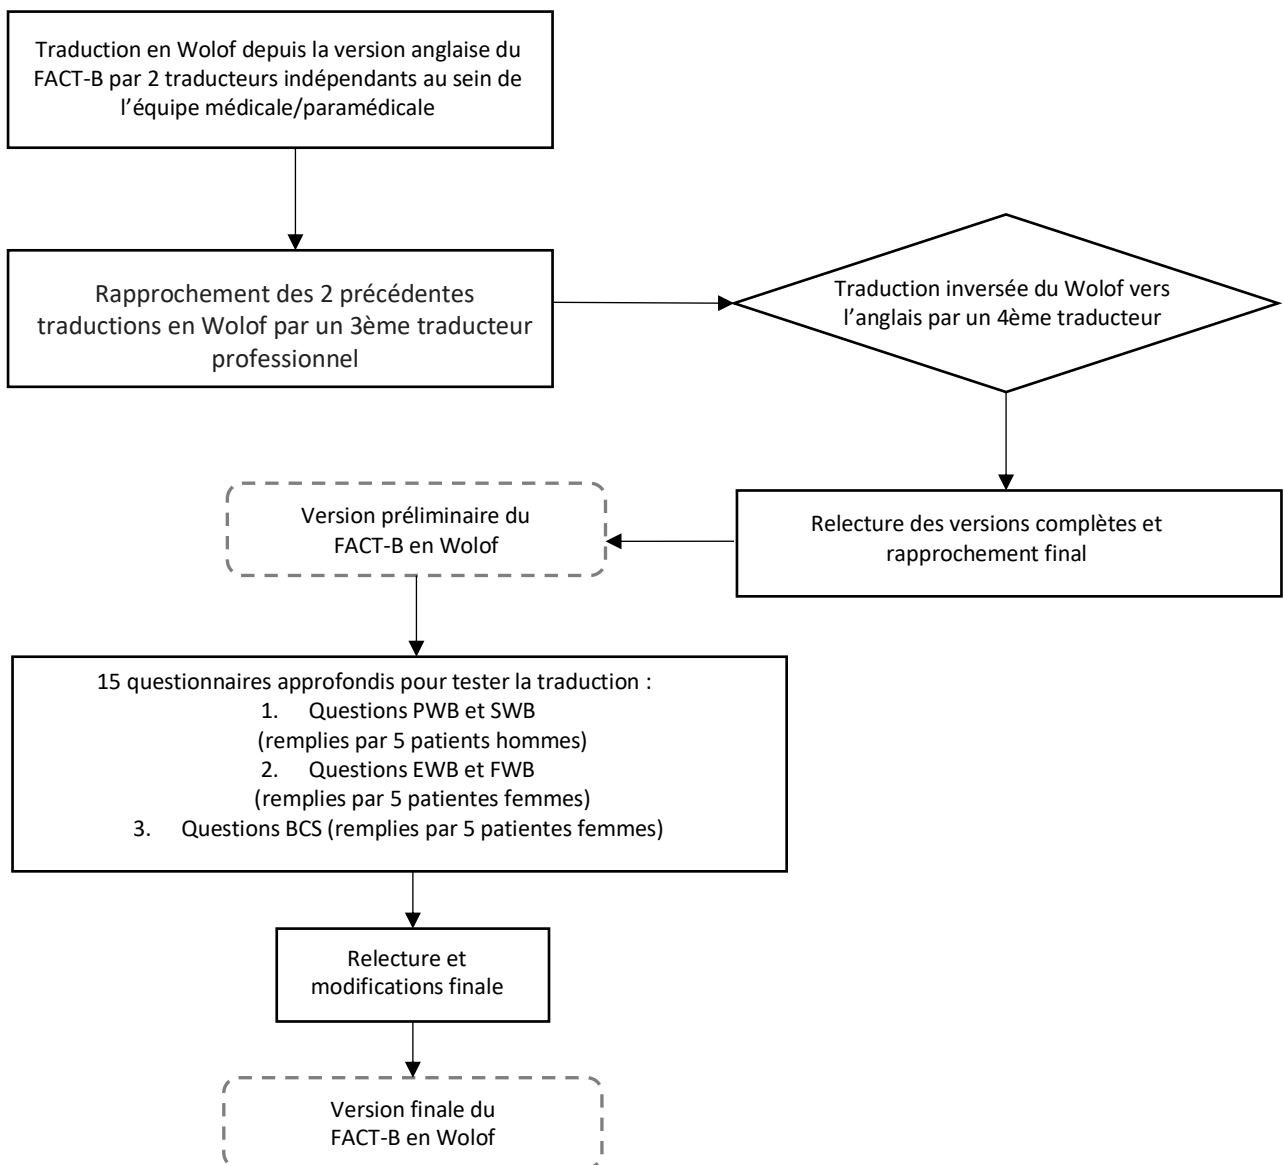 Traduction en Wolof depuis la version anglaise du
FACT-B par 2 traducteurs indépendants au sein de
l’équipe médicale/paramédicale
Rapprochement des 2 précédentes
traductions en Wolof par un 3ème traducteur
professionnel
Traduction inversée du Wolof vers
l’anglais par un 4ème traducteur
Relecture des versions complètes et
rapprochement final
Version préliminaire du
FACT-B en Wolof
15 questionnaires approfondis pour tester la traduction :
1. Questions PWB et SWB
(remplies par 5 patients hommes)
2. Questions EWB et FWB
(remplies par 5 patientes femmes)
3. Questions BCS (remplies par 5 patientes femmes)
Relecture et
modifications finale
Version finale du
FACT-B en Wolof